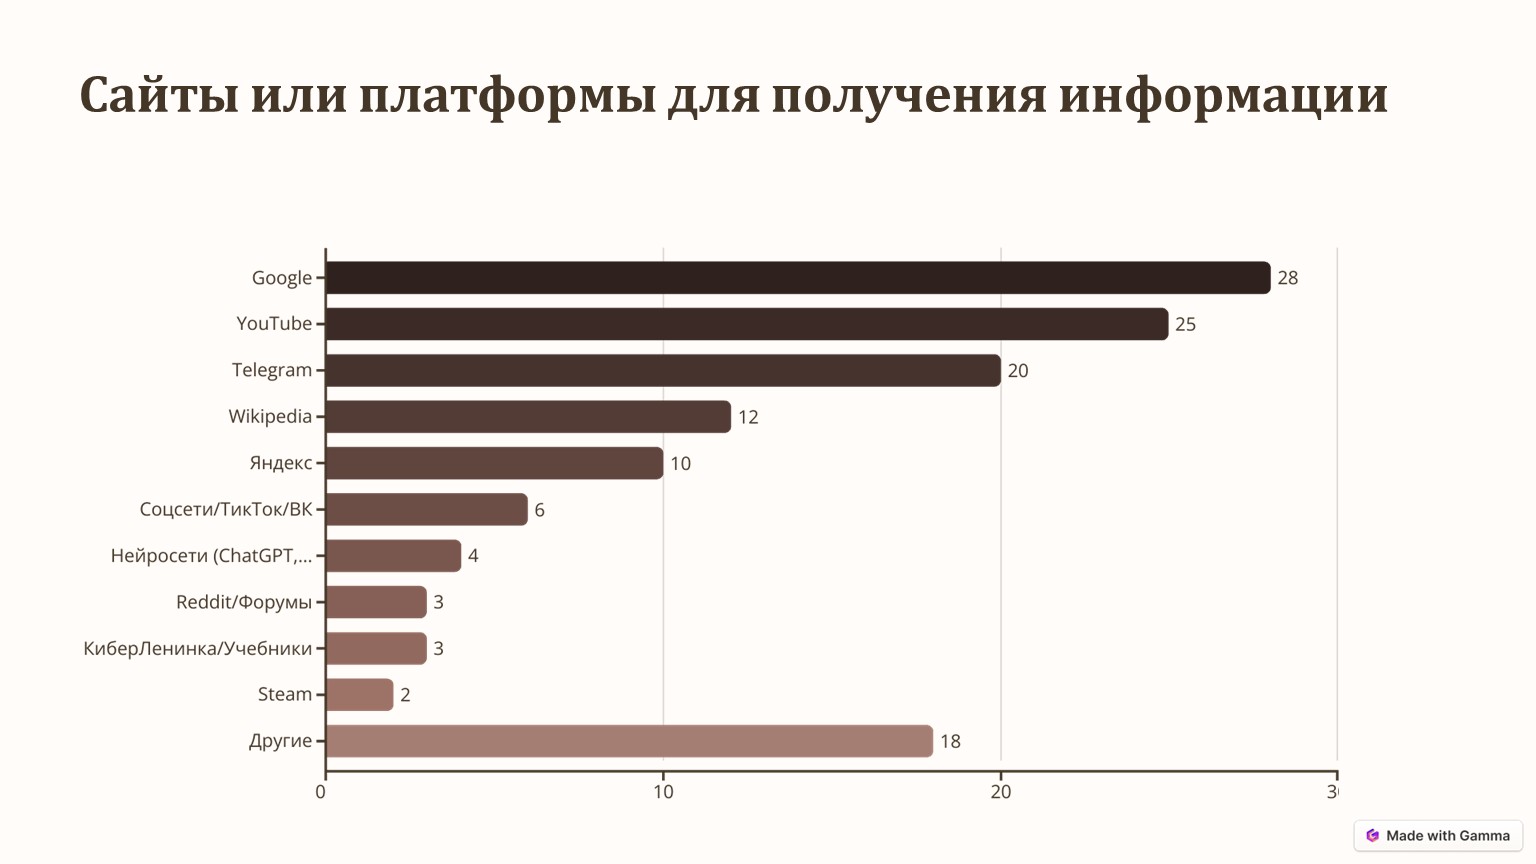 Сайты или платформы для получения информации
Google 28
YouTube 25
Telegram 20
Wikipedia 12
Яндекс 10
Соцсети/ТикТок/ВК 6
Нейросети (ChatGPT,... 4
Reddit/Форумы 3
КиберЛенинка/Учебники 3
Steam 2
Другие 18
0 10 20 3
Made with Gamma